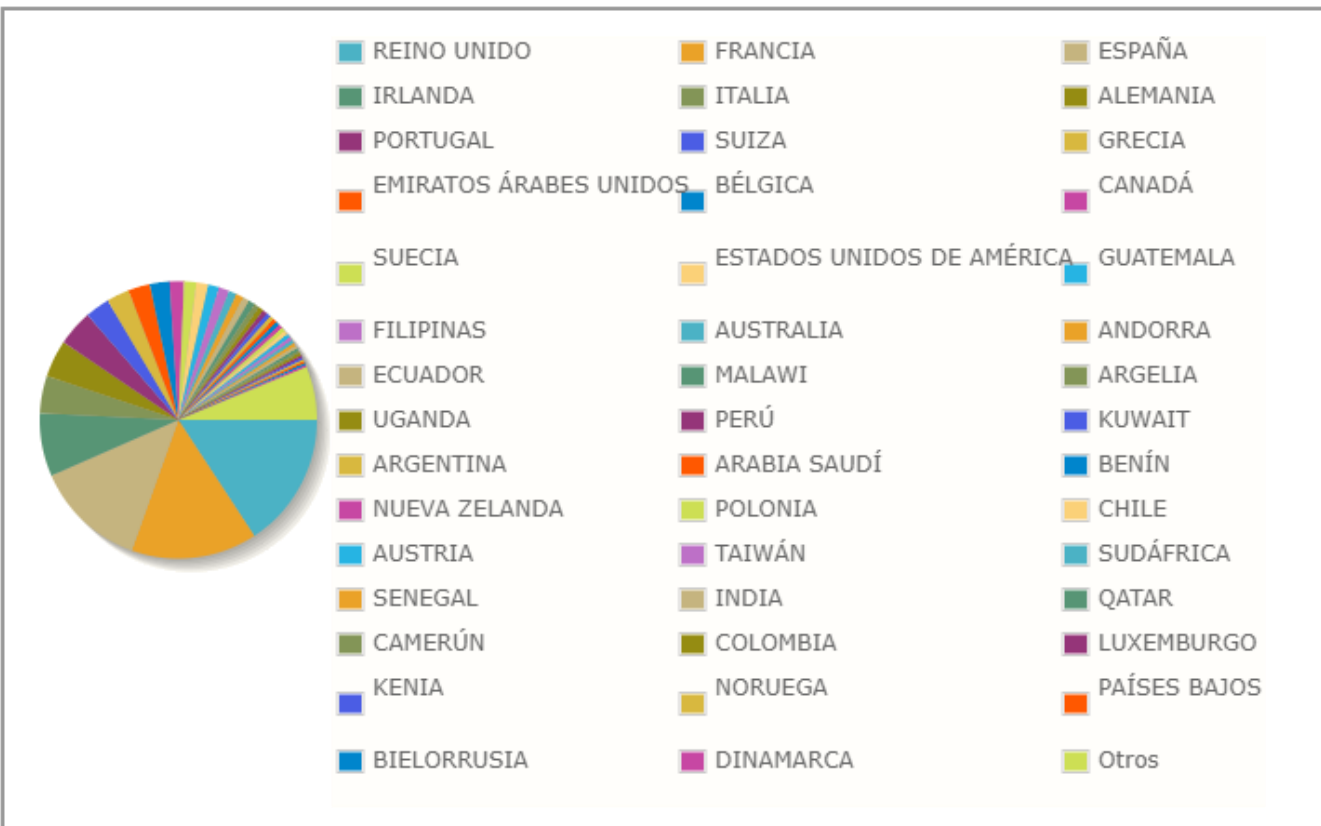 REINO UNIDO FRANCIA ESPAÑA
IRLANDA ITALIA ALEMANIA
PORTUGAL SUIZA GRECIA
EMIRATOS ÁRABES UNIDOS BÉLGICA CANADÁ
SUECIA ESTADOS UNIDOS DE AMÉRICA GUATEMALA
FILIPINAS AUSTRALIA ANDORRA
ECUADOR MALAWI ARGELIA
UGANDA PERÚ KUWAIT
ARGENTINA ARABIA SAUDÍ BENÍN
NUEVA ZELANDA POLONIA CHILE
AUSTRIA TAIWÁN SUDÁFRICA
SENEGAL INDIA QATAR
CAMERÚN COLOMBIA LUXEMBURGO
KENIA NORUEGA PAÍSES BAJOS
BIELORRUSIA DINAMARCA Otros